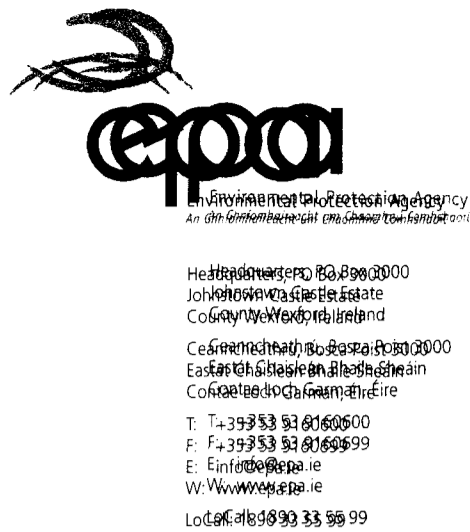 epa
Environmental Protection Agency
An Ghníomhaireacht um Chaomhnú Comhshaoil
Headquarters, PO Box 3000
Johnstown Castle Estate
County Wexford, Ireland
Ceanncheathrú, Bosca Poist 3000
Eastát Chaisleán Bhaile Sheáin
Contae Loch Garman, Éire
T: +353 53 9160600
F: +353 53 9160699
E: info@epa.ie
W: www.epa.ie
LoCall: 1890 33 55 99